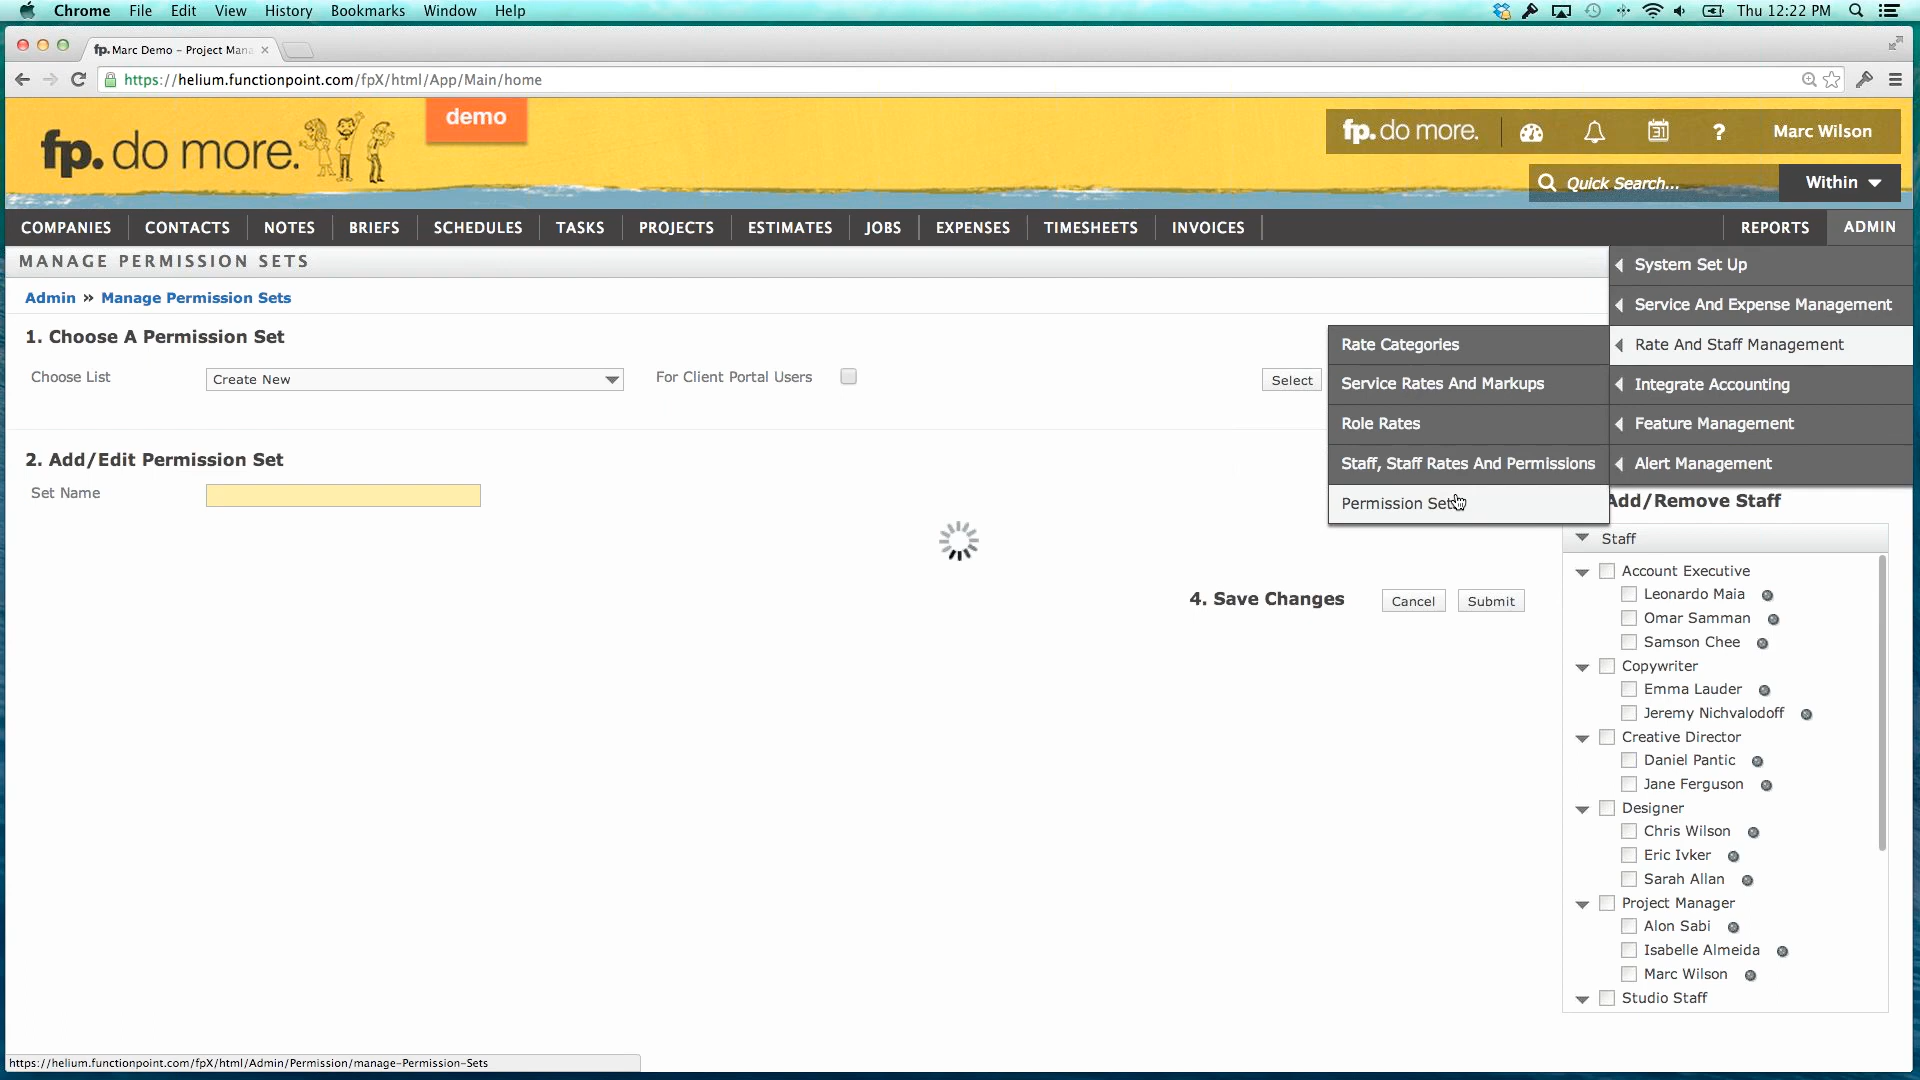 Chrome File Edit View History Bookmarks Window Help Thu 12:22 PM
fp. Marc Demo – Project Mana
https://helium.functionpoint.com/fpX/html/App/Main/home
fp. do more.
demo
fp. do more. 31 ? Marc Wilson
Quick Search... Within
COMPANIES CONTACTS NOTES BRIEFS SCHEDULES TASKS PROJECTS ESTIMATES JOBS EXPENSES TIMESHEETS INVOICES REPORTS ADMIN
MANAGE PERMISSION SETS
Admin » Manage Permission Sets
1. Choose A Permission Set
Choose List Create New For Client Portal Users Select
2. Add/Edit Permission Set
Set Name
System Set Up
Service And Expense Management
Rate And Staff Management
Integrate Accounting
Feature Management
Alert Management
Rate Categories
Service Rates And Markups
Role Rates
Staff, Staff Rates And Permissions
Permission Set
Add/Remove Staff
Staff
Account Executive
Leonardo Maia
Omar Samman
Samson Chee
Copywriter
Emma Lauder
Jeremy Nichvalodoff
Creative Director
Daniel Pantic
Jane Ferguson
Designer
Chris Wilson
Eric Ivker
Sarah Allan
Project Manager
Alon Sabi
Isabelle Almeida
Marc Wilson
Studio Staff
4. Save Changes Cancel Submit
https://helium.functionpoint.com/fpX/html/Admin/Permission/manage-Permission-Sets